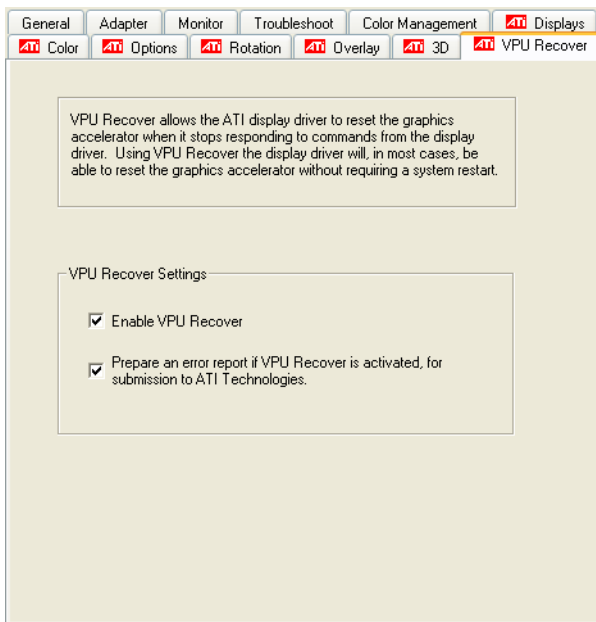 General Adapter Monitor Troubleshoot Color Management ATI Displays
ATI Color ATI Options ATI Rotation ATI Overlay ATI 3D ATI VPU Recover
VPU Recover allows the ATI display driver to reset the graphics
accelerator when it stops responding to commands from the display
driver. Using VPU Recover the display driver will, in most cases, be
able to reset the graphics accelerator without requiring a system restart.
VPU Recover Settings
Enable VPU Recover
Prepare an error report if VPU Recover is activated, for
submission to ATI Technologies.